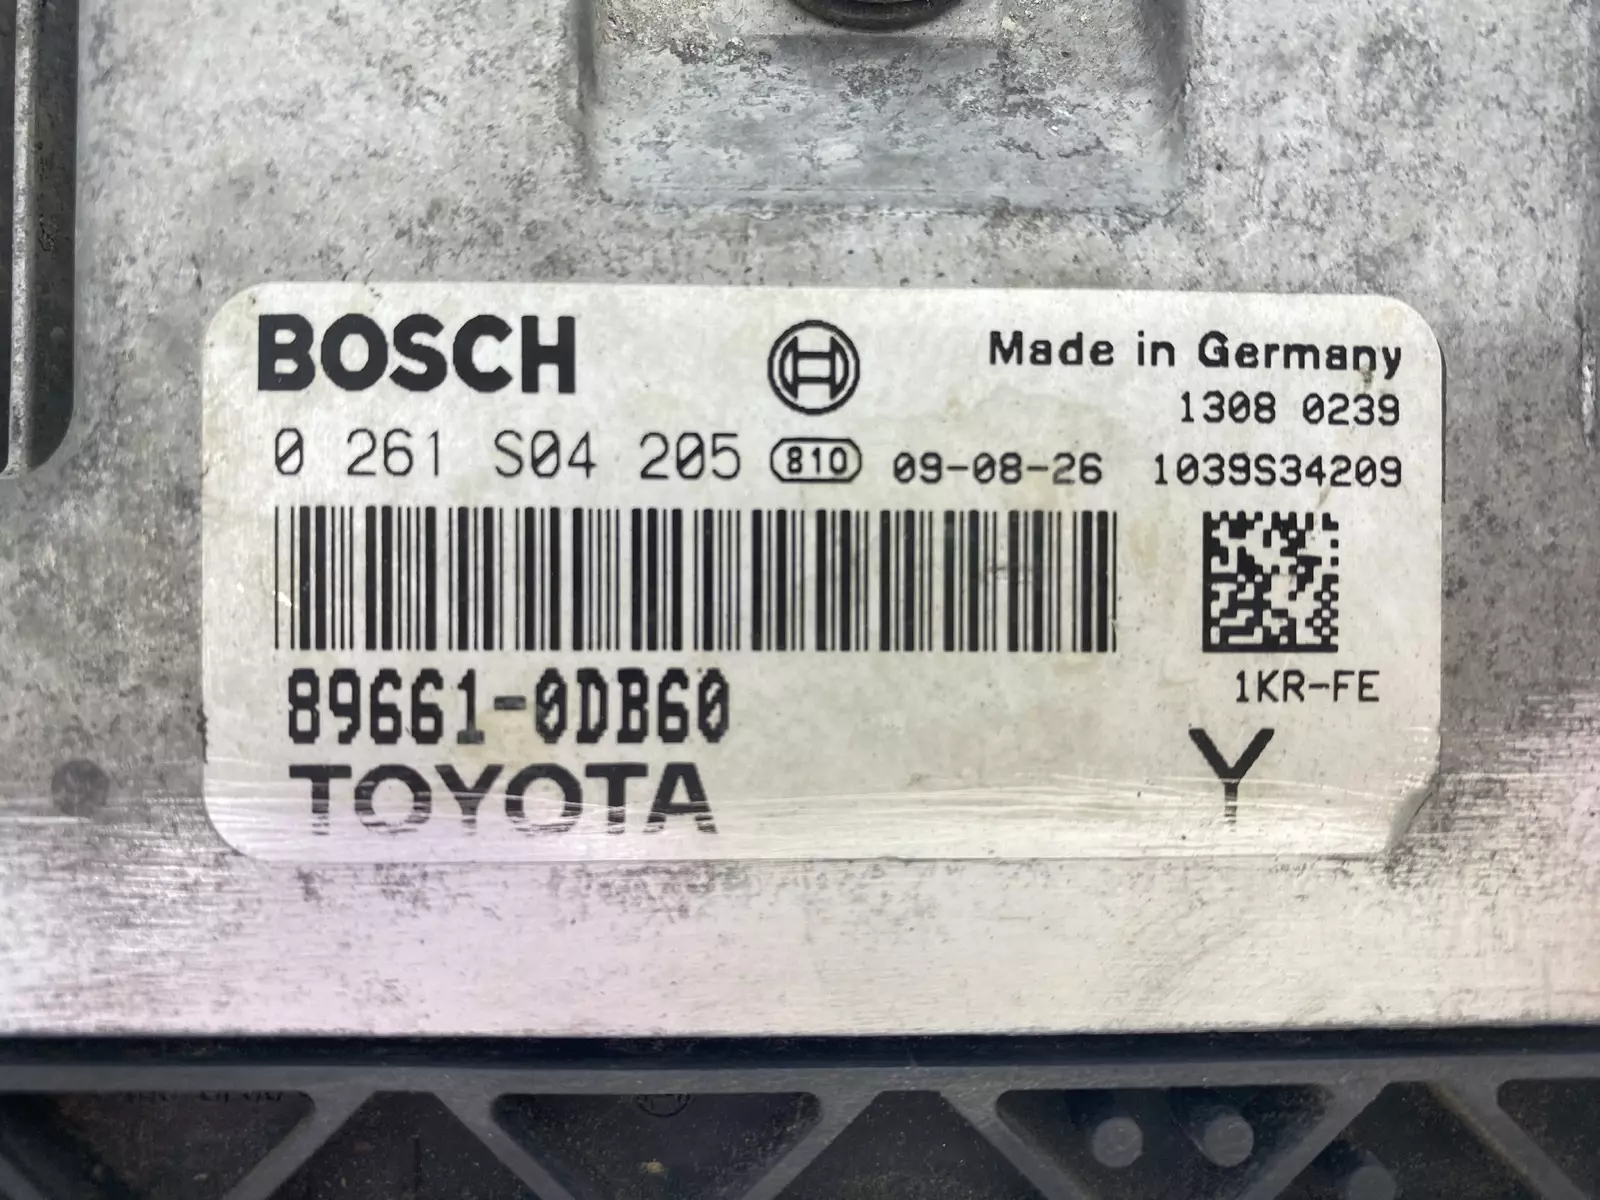 BOSCH
Made in Germany
1308 0239
0 261 S04 205 810 09-08-26 1039S34209
89661-0DB60
1KR-FE
TOYOTA
Y